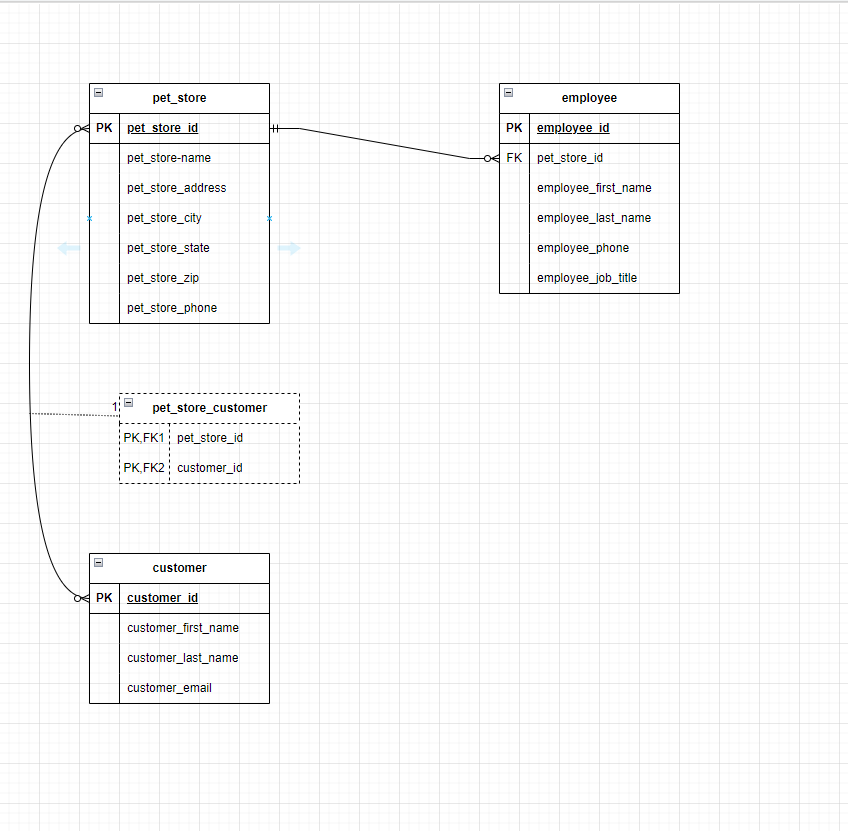 pet_store
PK pet_store_id
pet_store-name
pet_store_address
pet_store_city
pet_store_state
pet_store_zip
pet_store_phone
employee
PK employee_id
FK pet_store_id
employee_first_name
employee_last_name
employee_phone
employee_job_title
1
pet_store_customer
PK,FK1 pet_store_id
PK,FK2 customer_id
customer
PK customer_id
customer_first_name
customer_last_name
customer_email